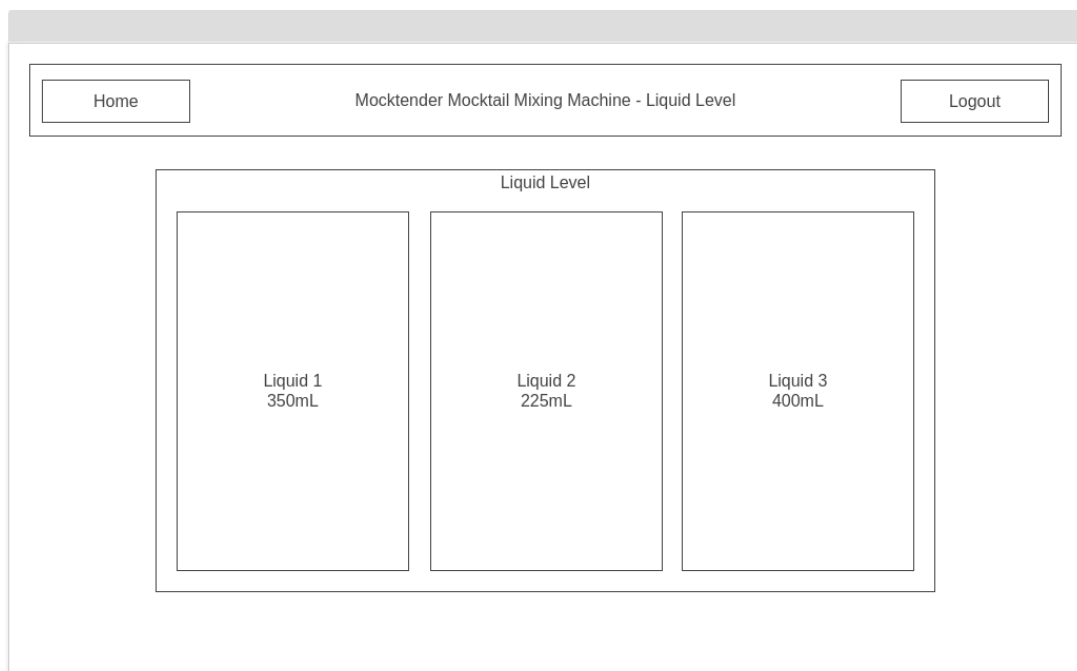 Home
Mocktender Mocktail Mixing Machine - Liquid Level
Logout
Liquid Level
Liquid 1
350mL
Liquid 2
225mL
Liquid 3
400mL